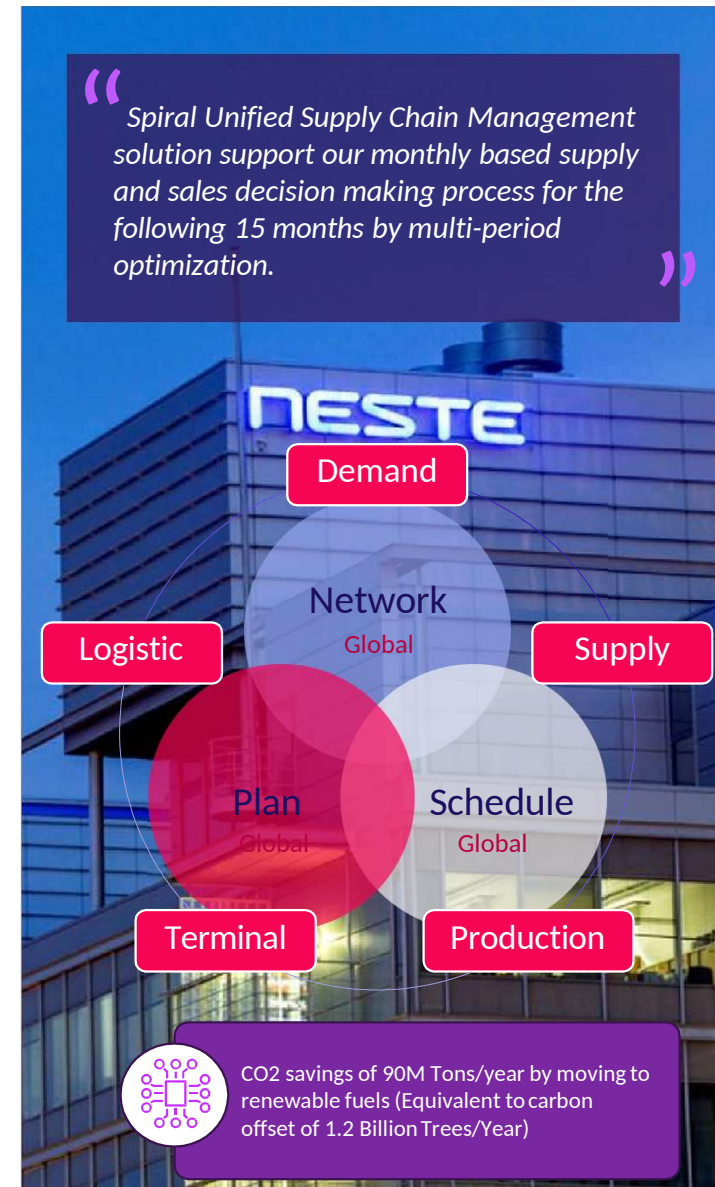 “
Spiral Unified Supply Chain Management
solution support our monthly based supply
and sales decision making process for the
following 15 months by multi-period
optimization.
”
NESTE
Demand
Network
Global
Logistic
Supply
Plan
Global
Schedule
Global
Terminal
Production
CO2 savings of 90M Tons/year by moving to
renewable fuels (Equivalent to carbon
offset of 1.2 Billion Trees/Year)